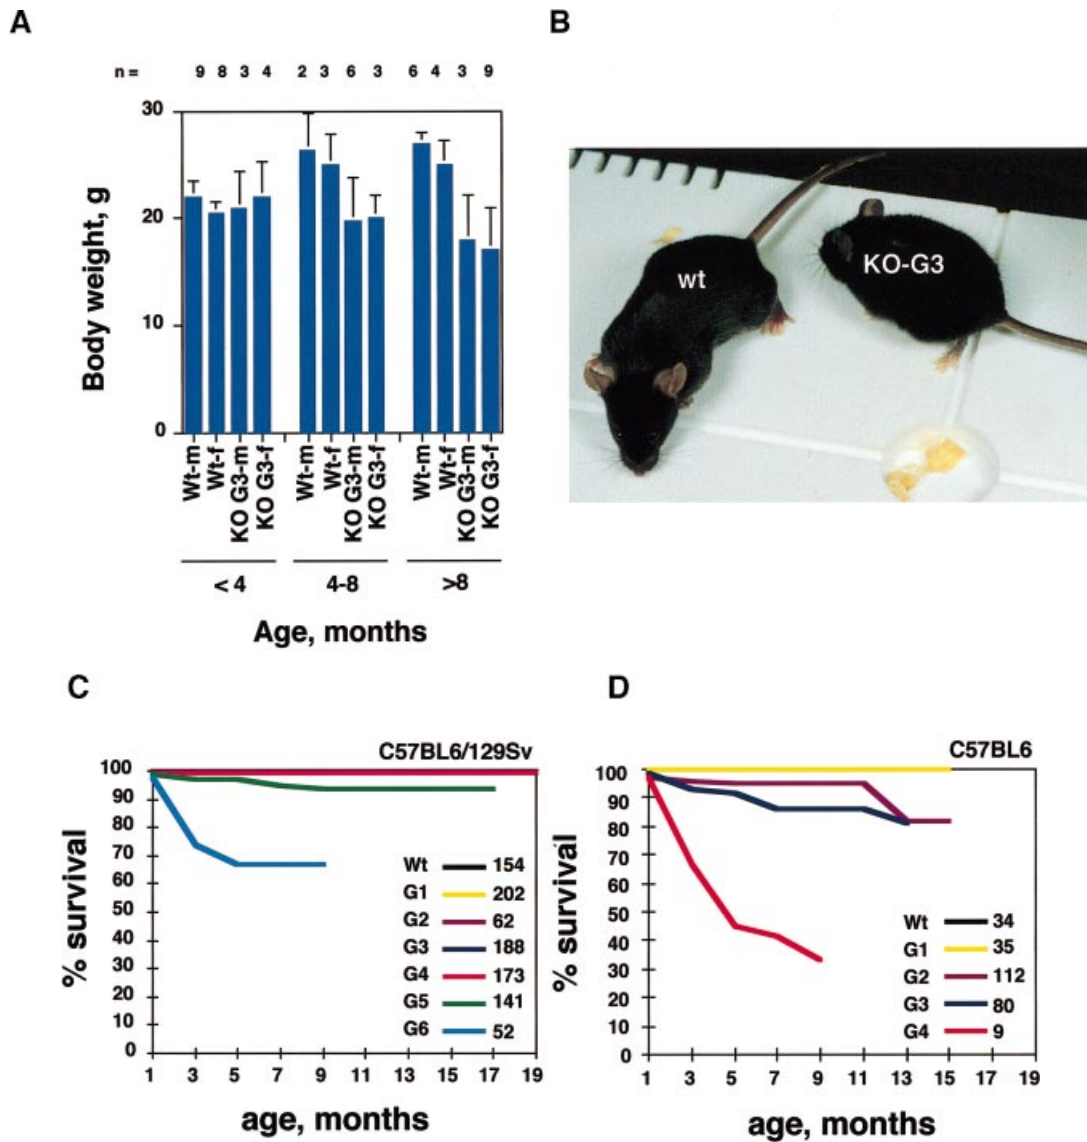 A
n = 9 8 3 4 2 3 6 3 6 4 3 9
30
20
10
0
Body weight, g
Wt-m
Wt-f
KO G3-m
KO G3-f
Wt-m
Wt-f
KO G3-m
KO G3-f
Wt-m
Wt-f
KO G3-m
KO G3-f
< 4
4-8
>8
Age, months
B
wt
KO-G3
C
C57BL6/129Sv
100
90
80
70
60
50
40
30
20
10
0
% survival
Wt 154
G1 202
G2 62
G3 188
G4 173
G5 141
G6 52
1 3 5 7 9 11 13 15 17 19
age, months
D
C57BL6
100
90
80
70
60
50
40
30
20
10
0
% survival
Wt 34
G1 35
G2 112
G3 80
G4 9
1 3 5 7 9 11 13 15 17 19
age, months